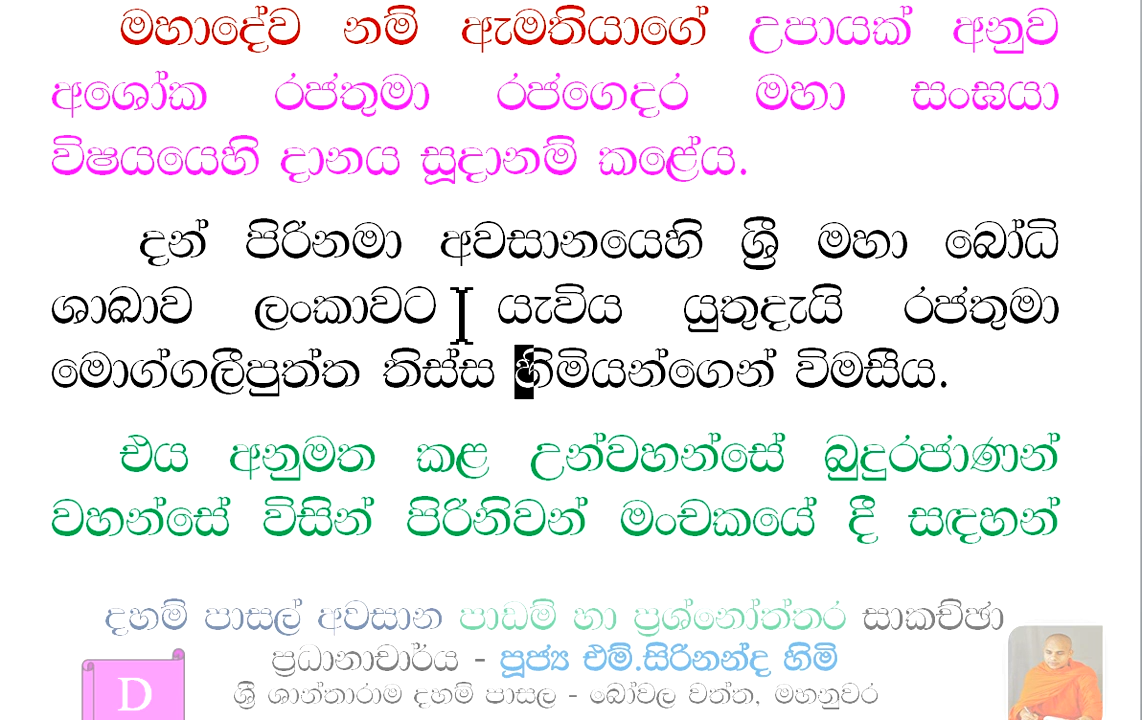 මහාදේව නම් ඇමතියාගේ උපායක් අනුව
අශෝක රජතුමා රජගෙදර මහා සංඝයා
විෂයයෙහි දානය සූදානම් කළේය.
දන් පිරිනමා අවසානයෙහි ශ්‍රී මහා බෝධි
ශාඛාව ලංකාවට යැවිය යුතුදැයි රජතුමා
මොග්ගලීපුත්ත තිස්ස හිමියන්ගෙන් විමසීය.
එය අනුමත කළ උන්වහන්සේ බුදුරජාණන්
වහන්සේ විසින් පිරිනිවන් මංචකයේ දී සඳහන්
දහම් පාසල් අවසාන පාඩම් හා ප්‍රශ්නෝත්තර සාකච්ඡා
ප්‍රධානාචාර්ය - පූජ්‍ය එම්.සිරිනන්ද හිමි
ශ්‍රී ශාන්තාරාම දහම් පාසල - බෝවල වත්ත, මහනුවර
D